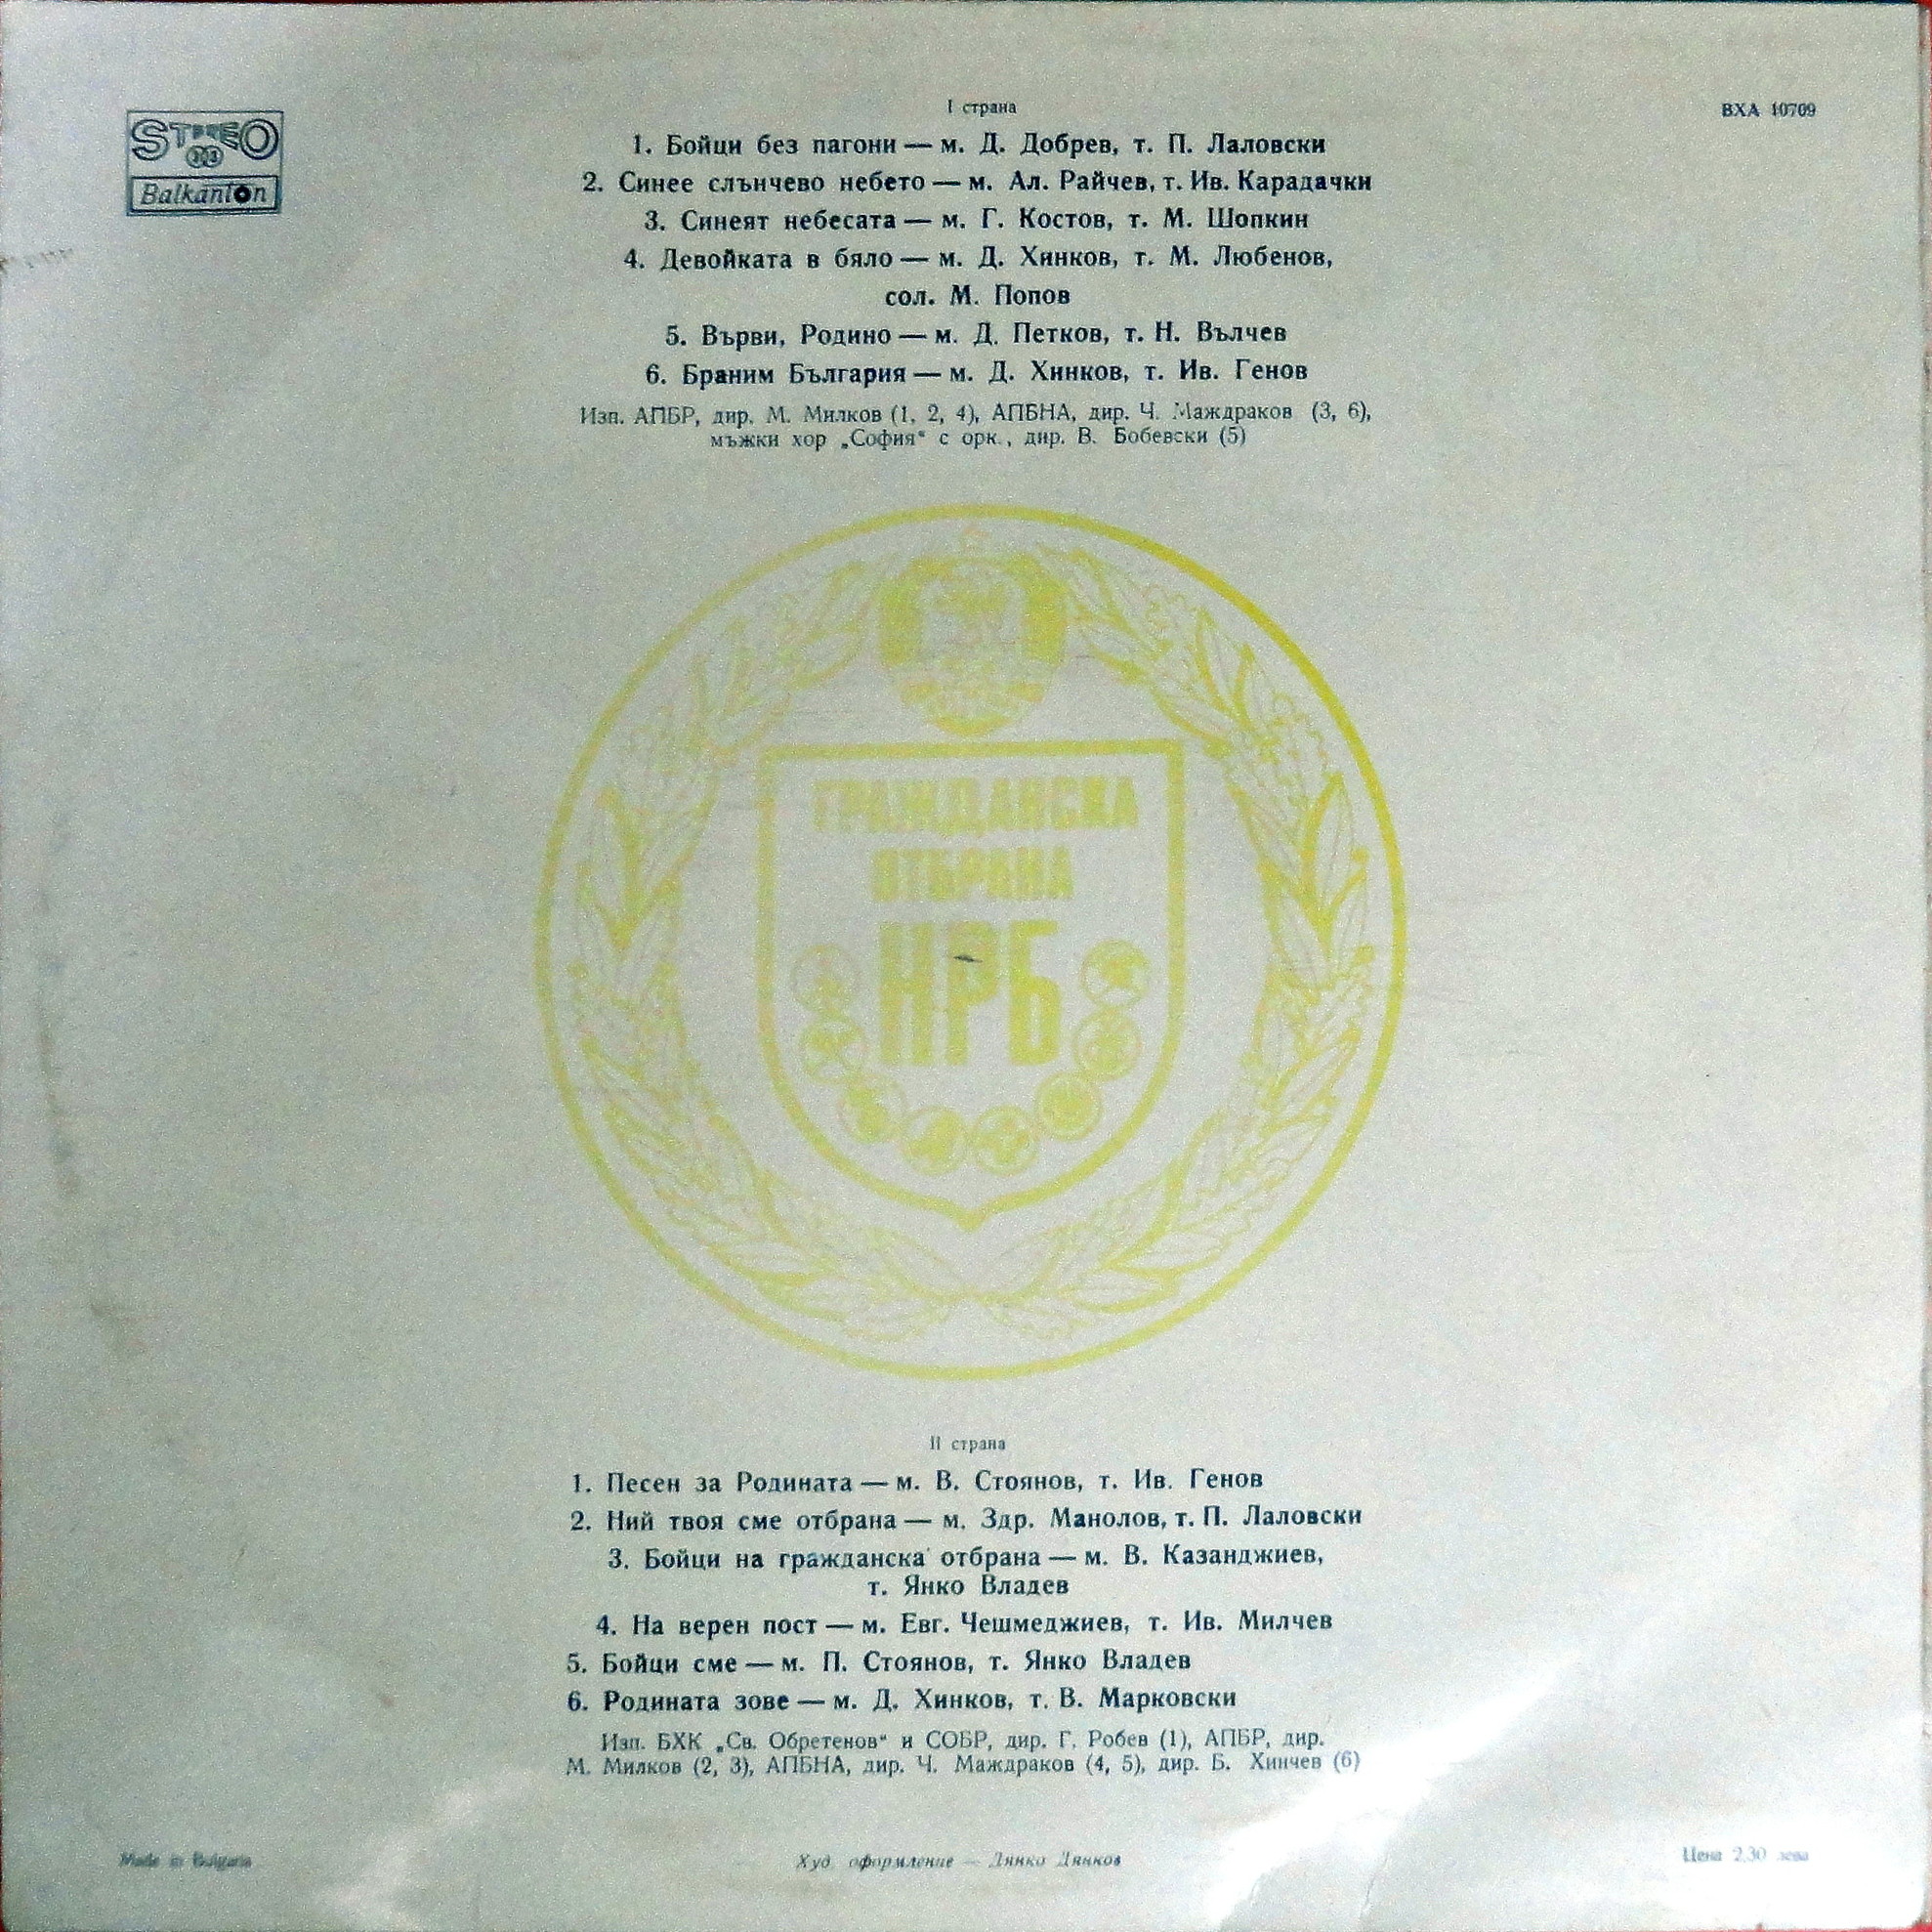 I страна
ВХА 10709
STEREO
33
Balkanton
1. Бойци без пагони — м. Д. Добрев, т. П. Лаловски
2. Синее слънчево небето — м. Ал. Райчев, т. Ив. Карадачки
3. Синеят небесата — м. Г. Костов, т. М. Шопкин
4. Девойката в бяло — м. Д. Хинков, т. М. Любенов,
сол. М. Попов
5. Върви, Родино — м. Д. Петков, т. Н. Вълчев
6. Браним България — м. Д. Хинков, т. Ив. Генов
Изп. АПБР, дир. М. Милков (1, 2, 4), АПБНА, дир. Ч. Маждраков (3, 6),
мъжки хор „София“ с орк., дир. В. Бобевски (5)
ГРАЖДАНСКА
ОТБРАНА
НРБ
II страна
1. Песен за Родината — м. В. Стоянов, т. Ив. Генов
2. Ний твоя сме отбрана — м. Здр. Манолов, т. П. Лаловски
3. Бойци на гражданска отбрана — м. В. Казанджиев,
т. Янко Владев
4. На верен пост — м. Евг. Чешмеджиев, т. Ив. Милчев
5. Бойци сме — м. П. Стоянов, т. Янко Владев
6. Родината зове — м. Д. Хинков, т. В. Марковски
Изп. БХК „Св. Обретенов“ и СОБР, дир. Г. Робев (1), АПБР, дир.
М. Милков (2, 3), АПБНА, дир. Ч. Маждраков (4, 5), дир. Б. Хинчев (6)
Made in Bulgaria
Худ. оформление — Дянко Дянков
Цена 2,30 лева